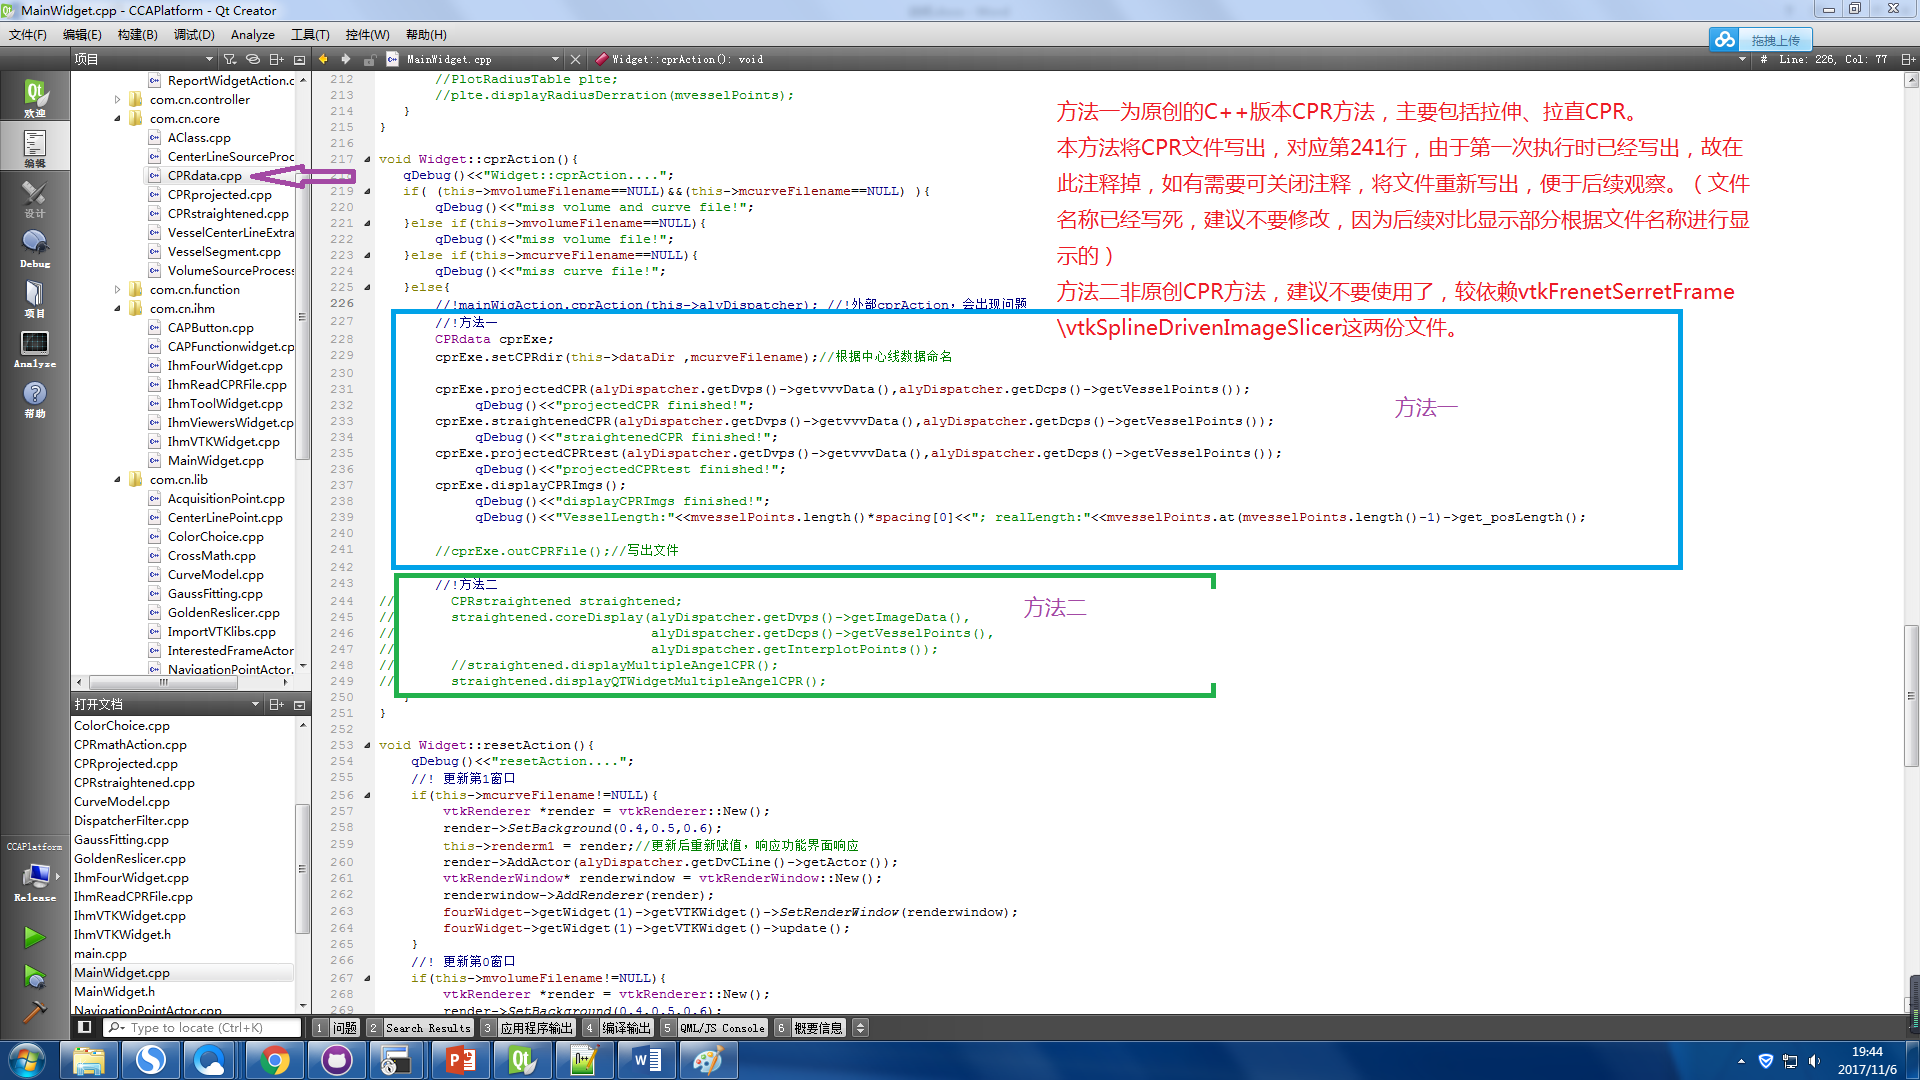 MainWidget.cpp - CCAPlatform - Qt Creator
文件(F) 编辑(E) 构建(B) 调试(D) Analyze 工具(T) 控件(W) 帮助(H)
拖拽上传
项目
MainWidget.cpp
Widget::cprAction(): void
# Line: 226, Col: 77
欢迎
编辑
设计
Debug
项目
Analyze
帮助
CCAPlatform
Release
ReportWidgetAction.c
com.cn.controller
com.cn.core
AClass.cpp
CenterLineSourceProc
CPRdata.cpp
CPRprojected.cpp
CPRstraightened.cpp
VesselCenterLineExtra
VesselSegment.cpp
VolumeSourceProcess
com.cn.function
com.cn.ihm
CAPButton.cpp
CAPFunctionwidget.cp
IhmFourWidget.cpp
IhmReadCPRFile.cpp
IhmToolWidget.cpp
IhmViewersWidget.cp
IhmVTKWidget.cpp
MainWidget.cpp
com.cn.lib
AcquisitionPoint.cpp
CenterLinePoint.cpp
ColorChoice.cpp
CrossMath.cpp
CurveModel.cpp
GaussFitting.cpp
GoldenReslicer.cpp
ImportVTKlibs.cpp
InterestedFrameActor
NavigationPointActor.
打开文档
ColorChoice.cpp
CPRmathAction.cpp
CPRprojected.cpp
CPRstraightened.cpp
CurveModel.cpp
DispatcherFilter.cpp
GaussFitting.cpp
GoldenReslicer.cpp
IhmFourWidget.cpp
IhmReadCPRFile.cpp
IhmVTKWidget.cpp
IhmVTKWidget.h
main.cpp
MainWidget.cpp
MainWidget.h
NavigationPointActor.cpp
212 //PlotRadiusTable plte;
213 //plte.displayRadiusDerration(mvesselPoints);
214 }
215 }
216
217 void Widget::cprAction(){
qDebug()<<"Widget::cprAction....";
219 if( (this->mvolumeFilename==NULL)&&(this->mcurveFilename==NULL) ){
220 qDebug()<<"miss volume and curve file!";
221 }else if(this->mvolumeFilename==NULL){
222 qDebug()<<"miss volume file!";
223 }else if(this->mcurveFilename==NULL){
224 qDebug()<<"miss curve file!";
225 }else{
226 //!mainWigAction.cprAction(this->alyDispatcher); //!外部cprAction，会出现问题
227 //!方法一
228 CPRdata cprExe;
229 cprExe.setCPRdir(this->dataDir ,mcurveFilename);//根据中心线数据命名
230
231 cprExe.projectedCPR(alyDispatcher.getDvps()->getvvvData(),alyDispatcher.getDcps()->getVesselPoints());
232 qDebug()<<"projectedCPR finished!";
233 cprExe.straightenedCPR(alyDispatcher.getDvps()->getvvvData(),alyDispatcher.getDcps()->getVesselPoints());
234 qDebug()<<"straightenedCPR finished!";
235 cprExe.projectedCPRtest(alyDispatcher.getDvps()->getvvvData(),alyDispatcher.getDcps()->getVesselPoints());
236 qDebug()<<"projectedCPRtest finished!";
237 cprExe.displayCPRImgs();
238 qDebug()<<"displayCPRImgs finished!";
239 qDebug()<<"VesselLength:"<<mvesselPoints.length()*spacing[0]<<"; realLength:"<<mvesselPoints.at(mvesselPoints.length()-1)->get_posLength();
240
241 //cprExe.outCPRFile();//写出文件
242
243 //!方法二
244 // CPRstraightened straightened;
245 // straightened.coreDisplay(alyDispatcher.getDvps()->getImageData(),
246 // alyDispatcher.getDcps()->getVesselPoints(),
247 // alyDispatcher.getInterplotPoints());
248 // //straightened.displayMultipleAngelCPR();
249 // straightened.displayQTWidgetMultipleAngelCPR();
250 }
251 }
252
253 void Widget::resetAction(){
254 qDebug()<<"resetAction....";
255 //! 更新第1窗口
256 if(this->mcurveFilename!=NULL){
257 vtkRenderer *render = vtkRenderer::New();
258 render->SetBackground(0.4,0.5,0.6);
259 this->renderm1 = render;//更新后重新赋值，响应功能界面响应
260 render->AddActor(alyDispatcher.getDvCLine()->getActor());
261 vtkRenderWindow* renderwindow = vtkRenderWindow::New();
262 renderwindow->AddRenderer(render);
263 fourWidget->getWidget(1)->getVTKWidget()->SetRenderWindow(renderwindow);
264 fourWidget->getWidget(1)->getVTKWidget()->update();
265 }
266 //! 更新第0窗口
267 if(this->mvolumeFilename!=NULL){
268 vtkRenderer *render = vtkRenderer::New();
269 render->SetBackground(0.4,0.5,0.6);
方法一为原创的C++版本CPR方法，主要包括拉伸、拉直CPR。
本方法将CPR文件写出，对应第241行，由于第一次执行时已经写出，故在
此注释掉，如有需要可关闭注释，将文件重新写出，便于后续观察。（文件
名称已经写死，建议不要修改，因为后续对比显示部分根据文件名称进行显
示的）
方法二非原创CPR方法，建议不要使用了，较依赖vtkFrenetSerretFrame
\vtkSplineDrivenImageSlicer这两份文件。
方法一
方法二
Type to locate (Ctrl+K)
1 问题 2 Search Results 3 应用程序输出 4 编译输出 5 QML/JS Console 6 概要信息
19:44
2017/11/6